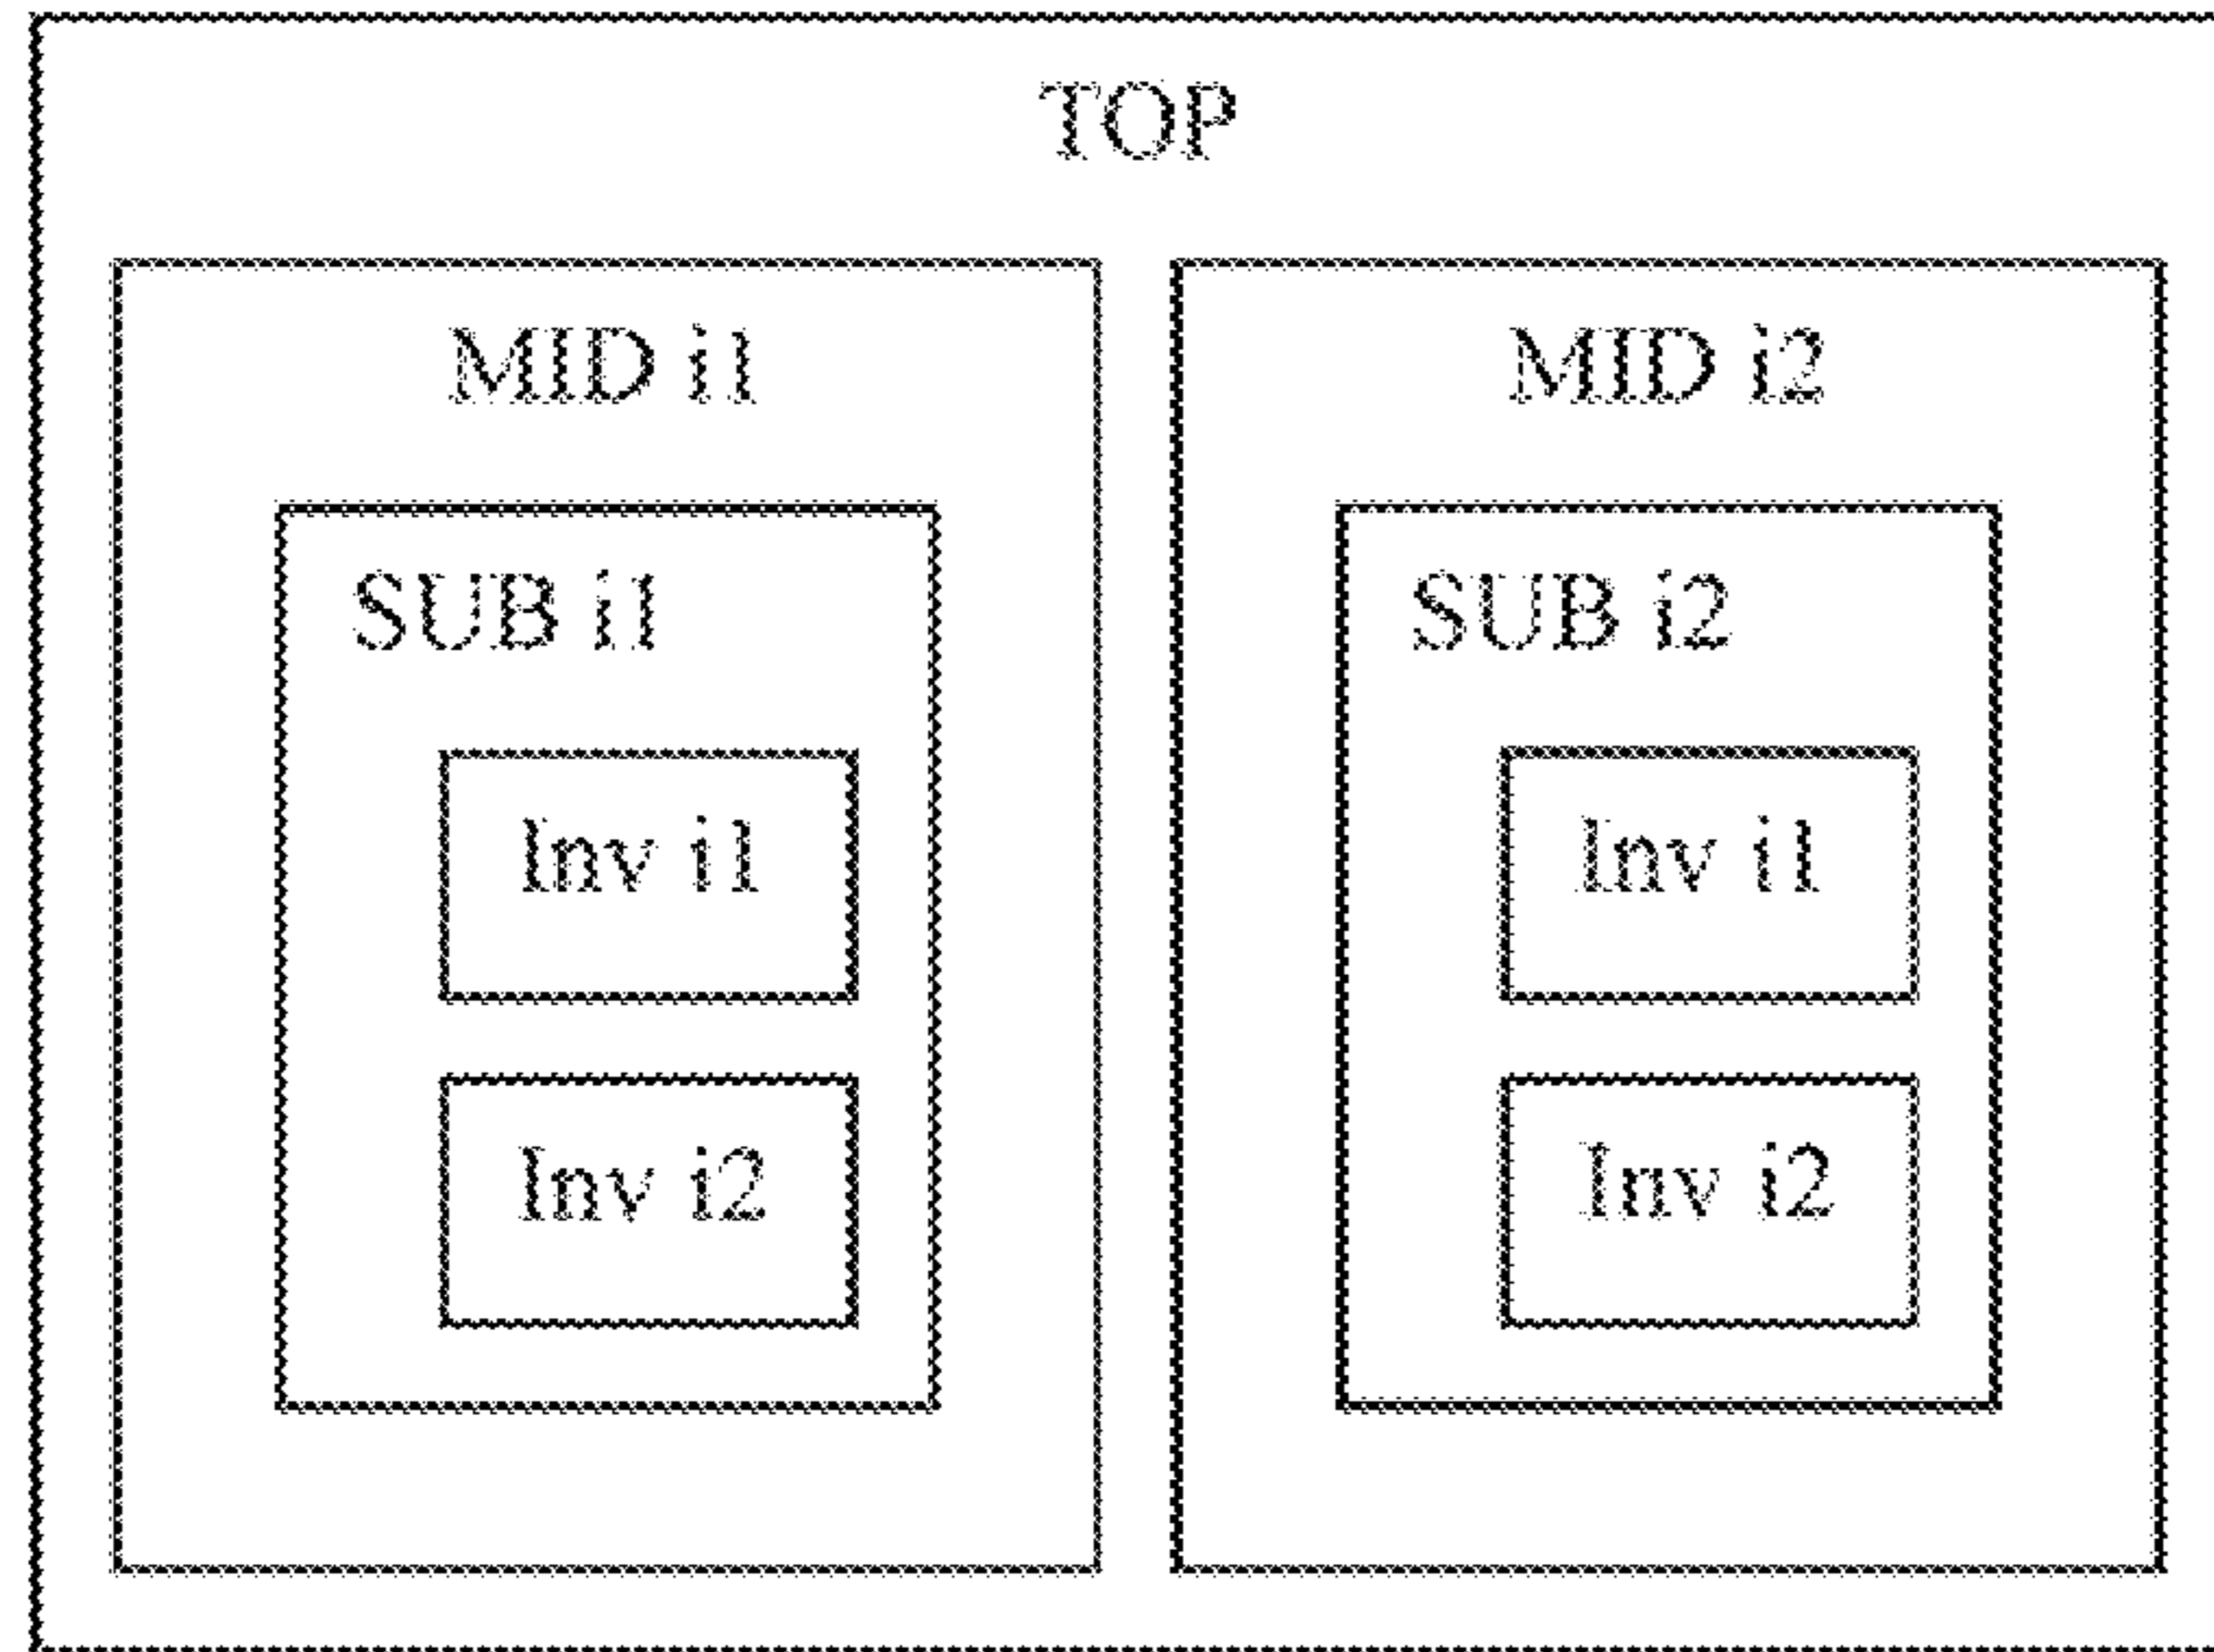 TOP
MID i1
SUB i1
Inv i1
Inv i2
MID i2
SUB i2
Inv i1
Inv i2